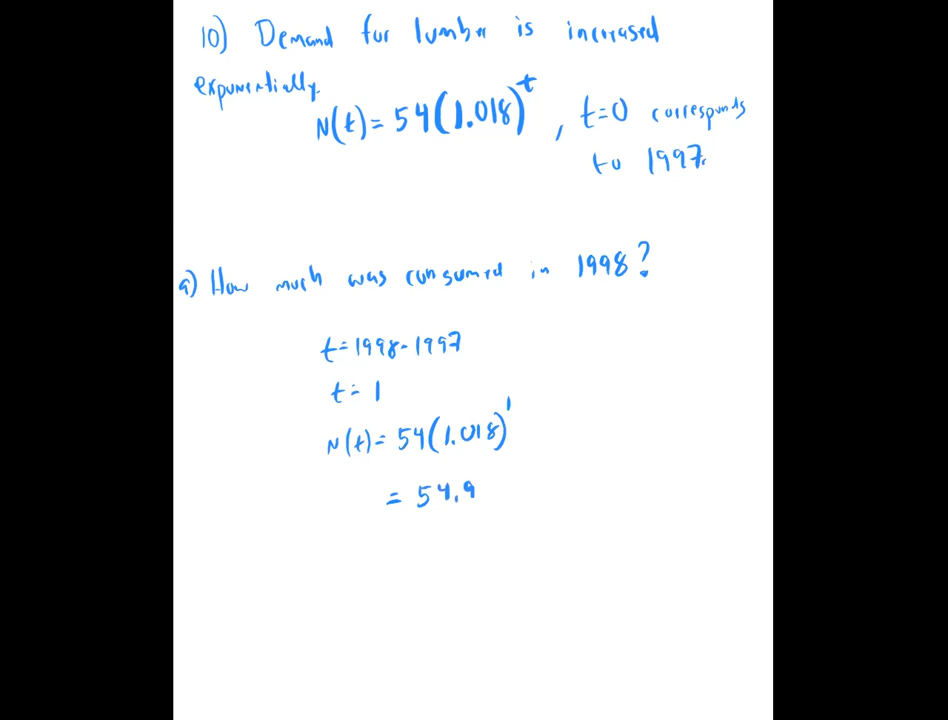 10) Demand for lumber is increased
exponentially.
N(t) = 54(1.018)^t , t=0 corresponds
to 1997.
a) How much was consumed in 1998?
t = 1998 - 1997
t = 1
N(t) = 54(1.018)^1
= 54.9